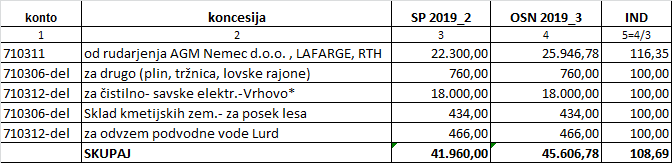 konto koncesija SP 2019_2 OSN 2019_3 IND
1 2 3 4 5=4/3
710311 od rudarjenja AGM Nemec d.o.o. , LAFARGE, RTH 22.300,00 25.946,78 116,35
710306-del za drugo (plin, tržnica, lovske rajone) 760,00 760,00 100,00
710312-del za čistilno- savske elektr.-Vrhovo* 18.000,00 18.000,00 100,00
710306-del Sklad kmetijskih zem.- za posek lesa 434,00 434,00 100,00
710312-del za odvzem podvodne vode Lurd 466,00 466,00 100,00
SKUPAJ 41.960,00 45.606,78 108,69